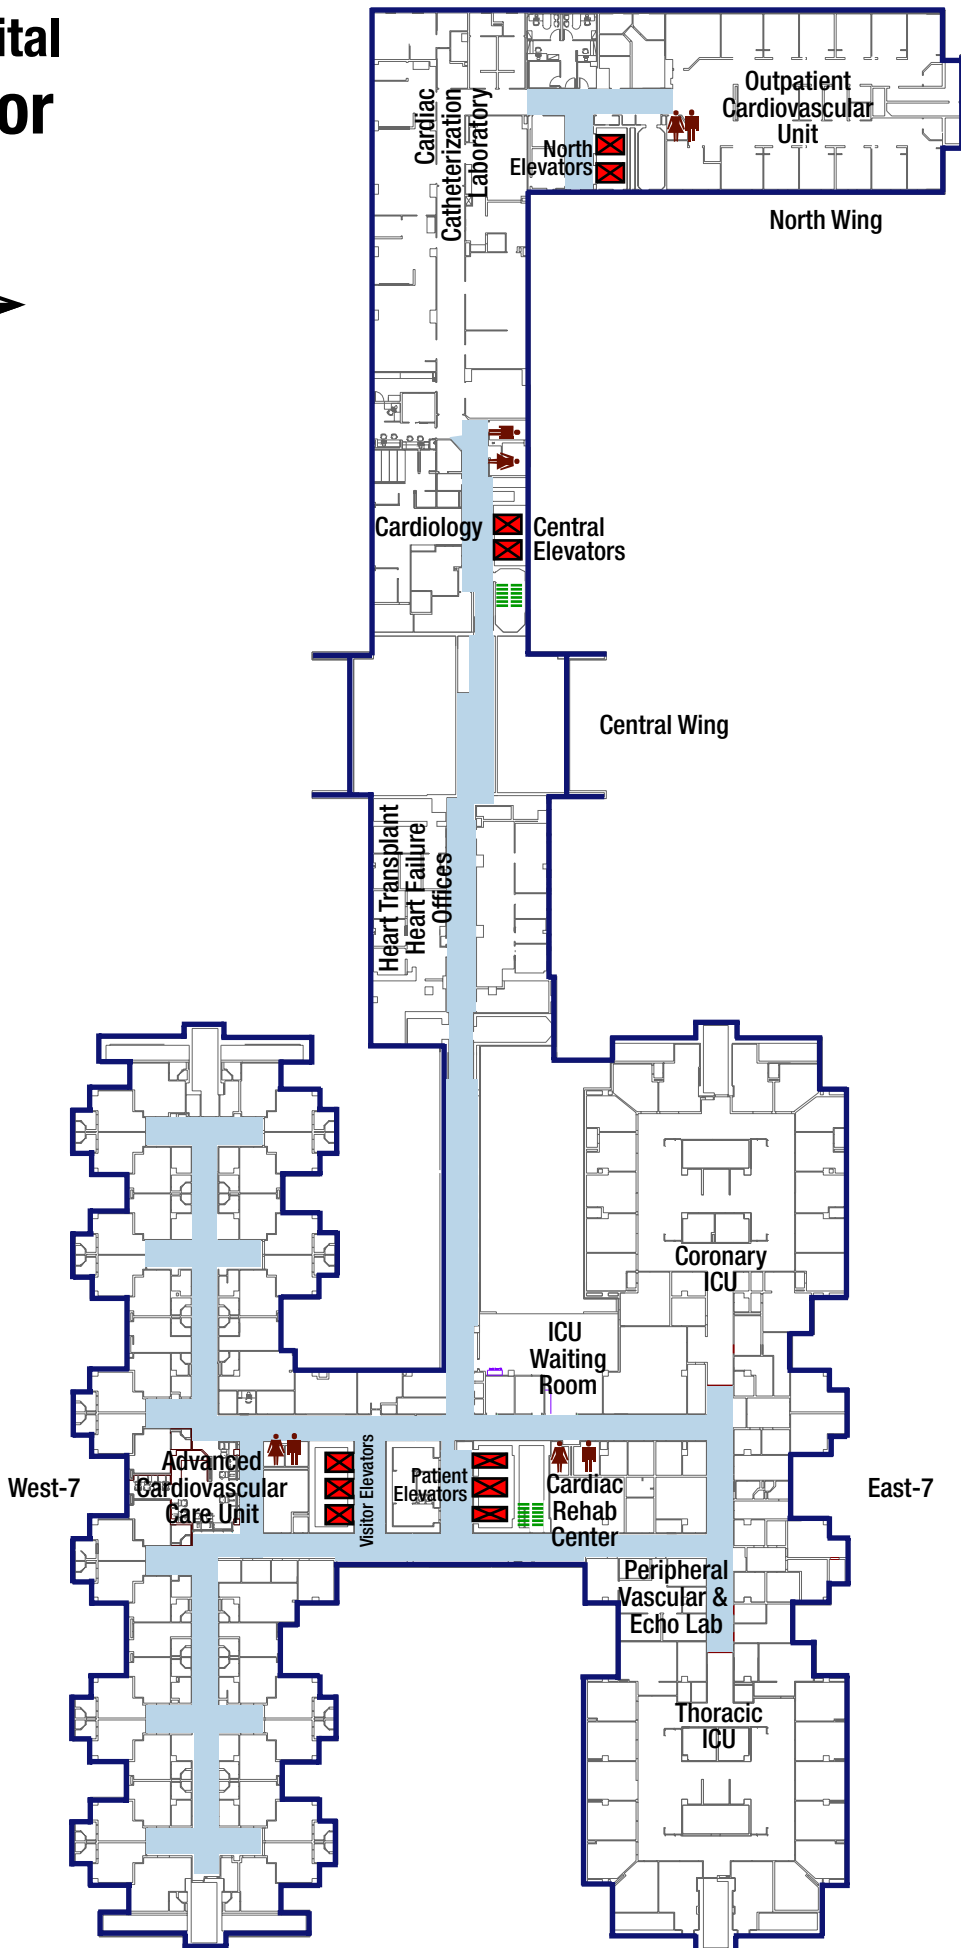 ital
or
Outpatient
Cardiovascular
Unit
Cardiac
Catheterization
Laboratory
North
Elevators
North Wing
Cardiology
Central
Elevators
Central Wing
Heart Transplant
Heart Failure
Offices
Coronary
ICU
ICU
Waiting
Room
West-7
Advanced
Cardiovascular
Care Unit
Visitor Elevators
Patient
Elevators
Cardiac
Rehab
Center
East-7
Peripheral
Vascular &
Echo Lab
Thoracic
ICU